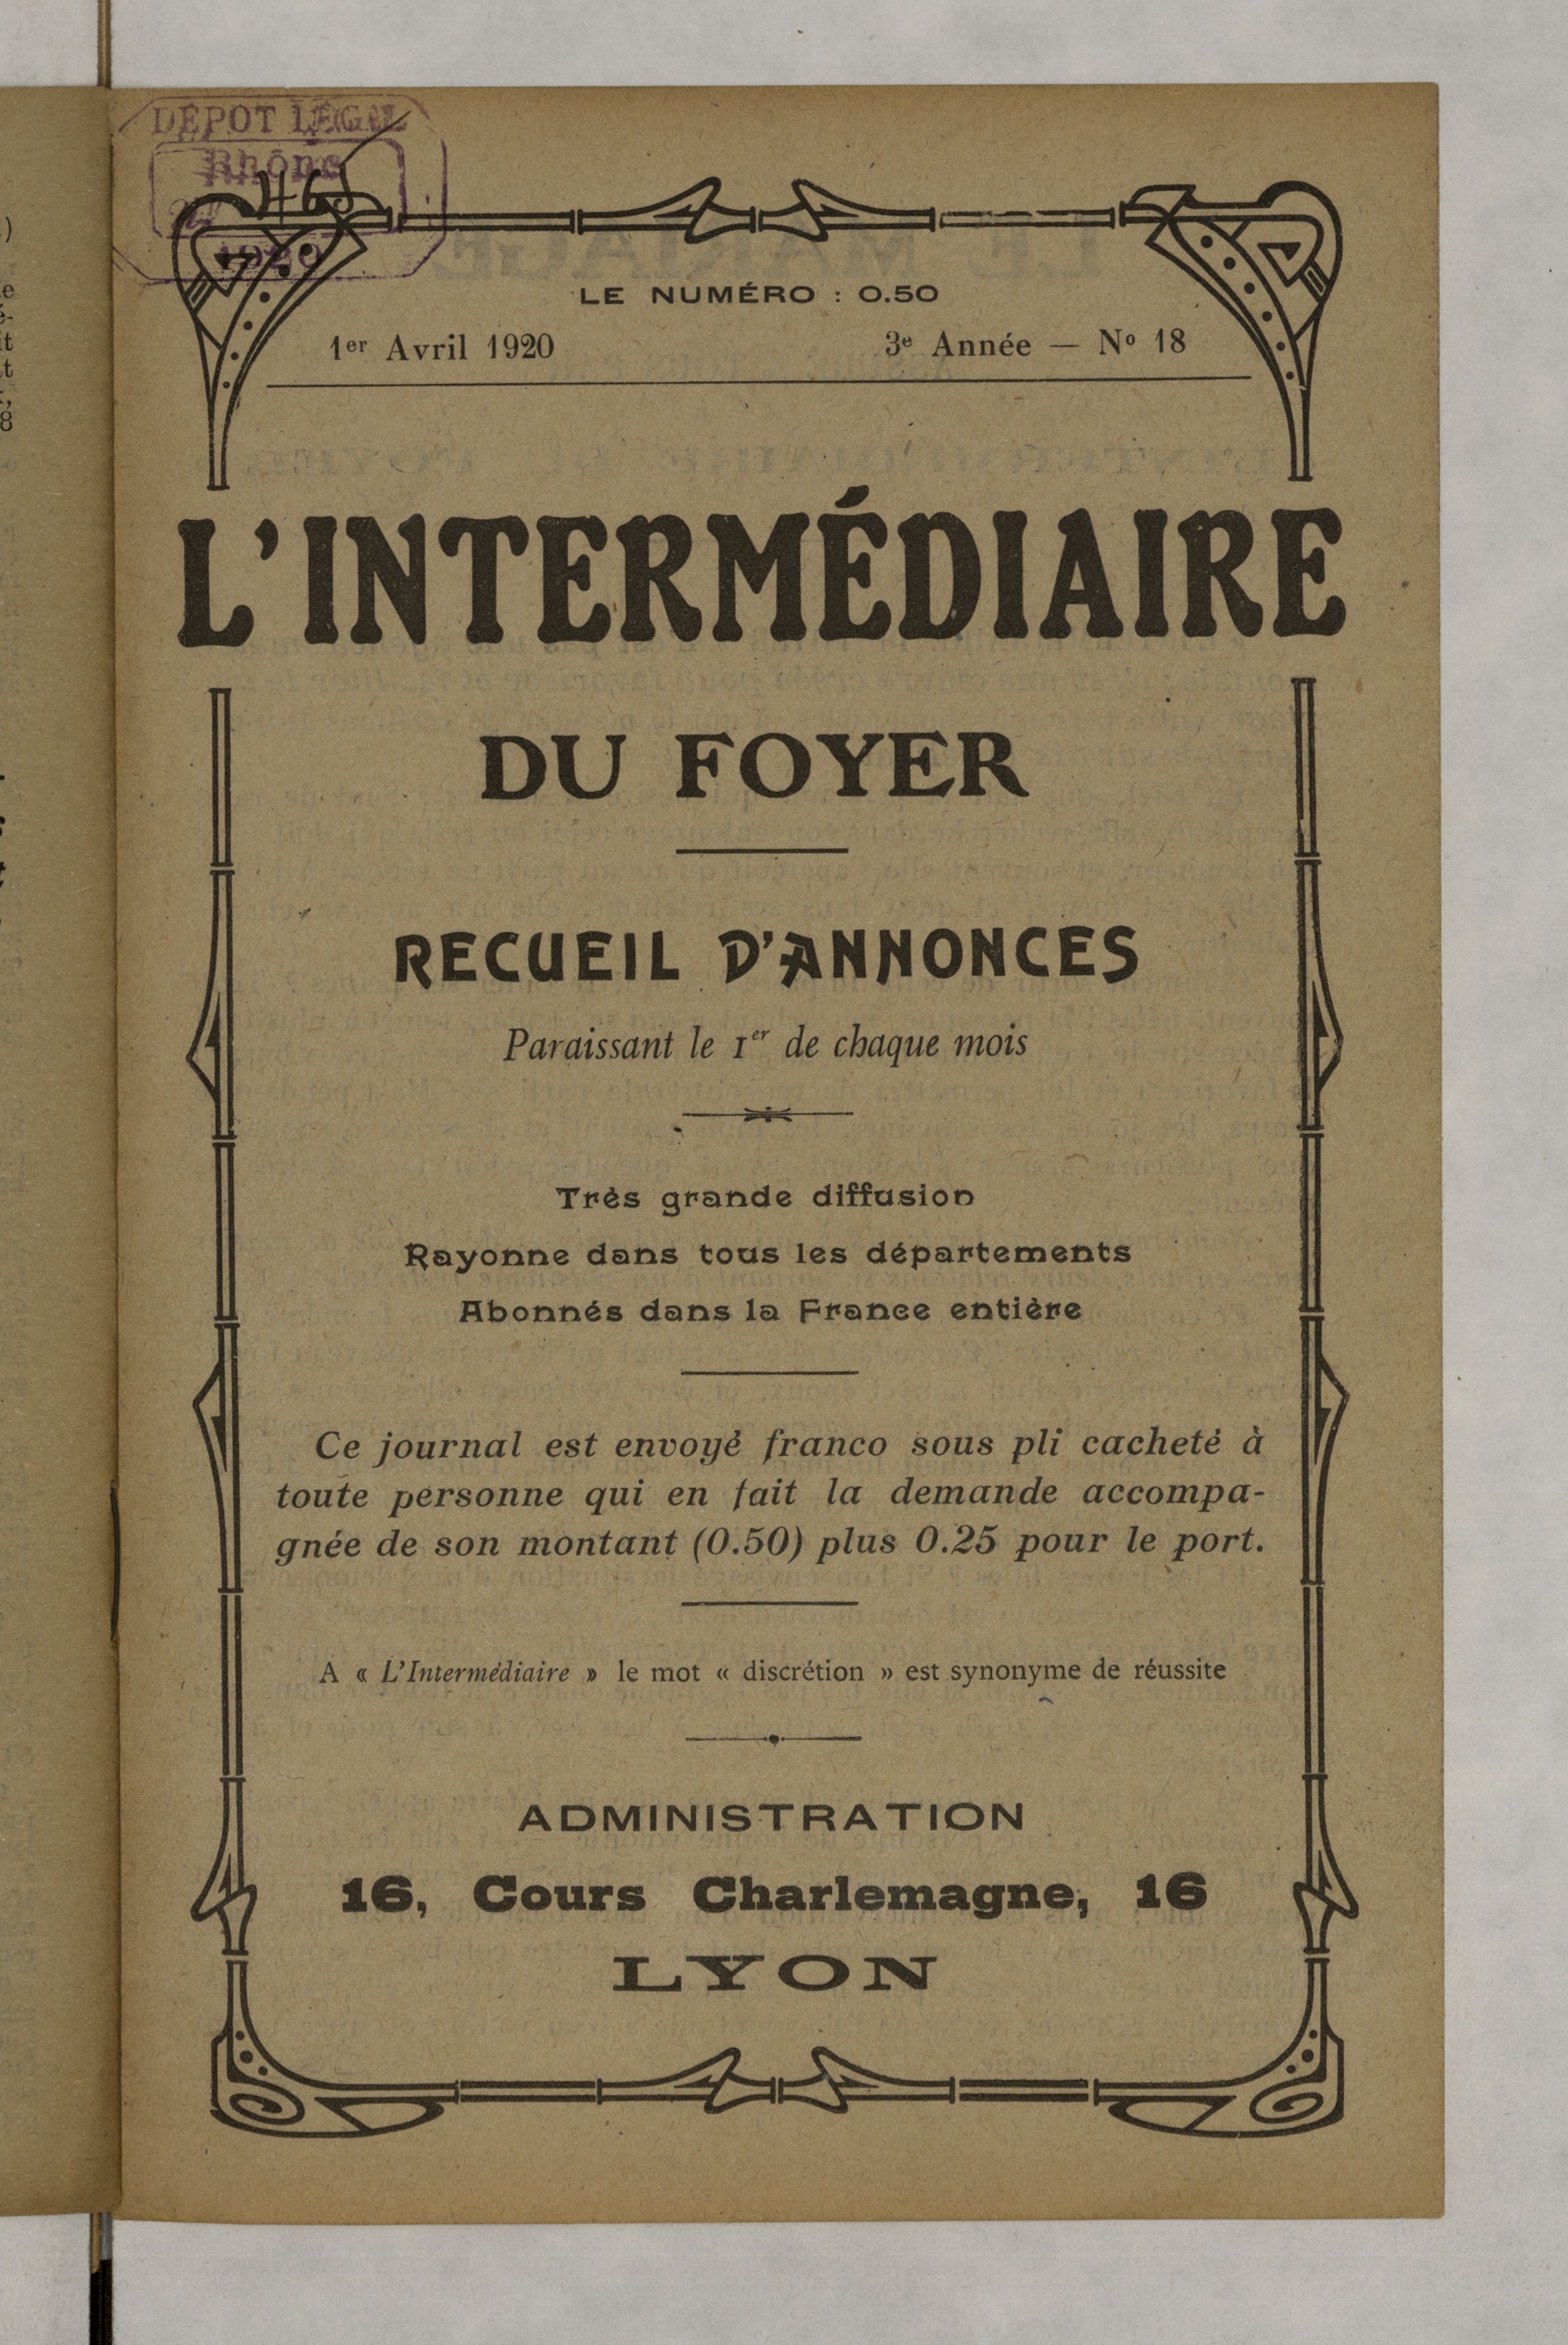 DÉPOT LÉGAL
Rhône
465
1920
LE NUMÉRO : 0.50
1er Avril 1920
3e Année — No 18
L'INTERMÉDIAIRE
DU FOYER
RECUEIL D'ANNONCES
Paraissant le 1er de chaque mois
Très grande diffusion
Rayonne dans tous les départements
Abonnés dans la France entière
Ce journal est envoyé franco sous pli cacheté à
toute personne qui en fait la demande accompa-
gnée de son montant (0.50) plus 0.25 pour le port.
A « L'Intermédiaire » le mot « discrétion » est synonyme de réussite
ADMINISTRATION
16, Cours Charlemagne, 16
LYON